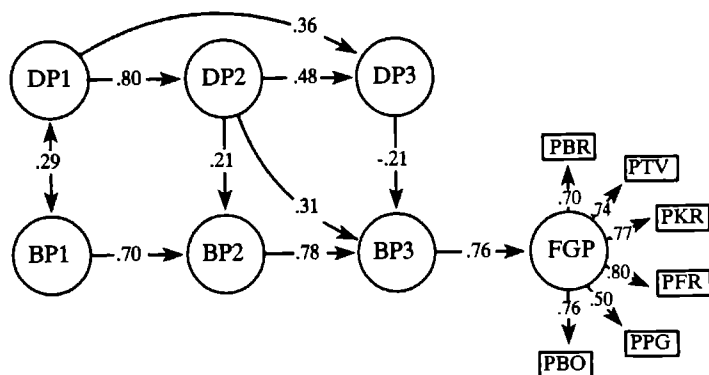 .36
DP1
.80
DP2
.48
DP3
PBR
PTV
.29
.21
-.21
.31
.70
.74
PKR
.77
BP1
.70
BP2
.78
BP3
.76
FGP
.80
PFR
.50
.76
PPG
PBO